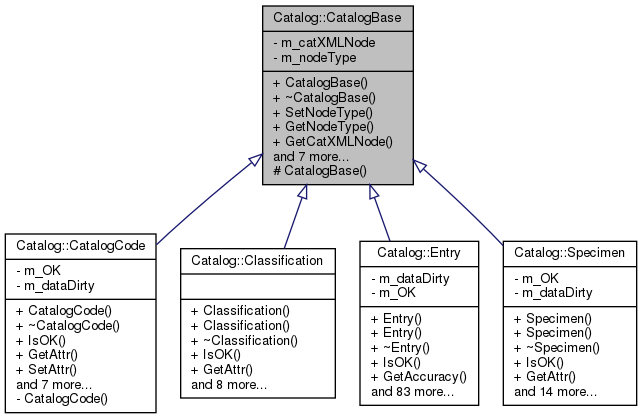 Catalog::CatalogBase
- m_catXMLNode
- m_nodeType
+ CatalogBase()
+ ~CatalogBase()
+ SetNodeType()
+ GetNodeType()
+ GetCatXMLNode()
and 7 more...
# CatalogBase()
Catalog::CatalogCode
- m_OK
- m_dataDirty
+ CatalogCode()
+ ~CatalogCode()
+ IsOK()
+ GetAttr()
+ SetAttr()
and 7 more...
- CatalogCode()
Catalog::Classification
+ Classification()
+ Classification()
+ ~Classification()
+ IsOK()
+ GetAttr()
and 8 more...
Catalog::Entry
- m_dataDirty
- m_OK
+ Entry()
+ Entry()
+ ~Entry()
+ IsOK()
+ GetAccuracy()
and 83 more...
Catalog::Specimen
- m_OK
- m_dataDirty
+ Specimen()
+ Specimen()
+ ~Specimen()
+ IsOK()
+ GetAttr()
and 14 more...